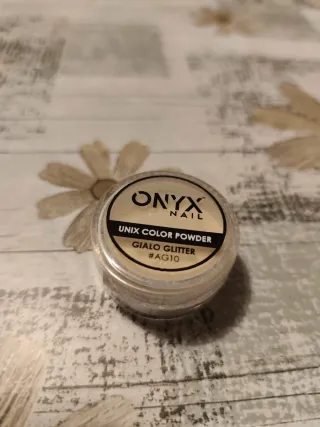 ONYX
NAIL
UNIX COLOR POWDER
GIALO GLITTER
#AG10